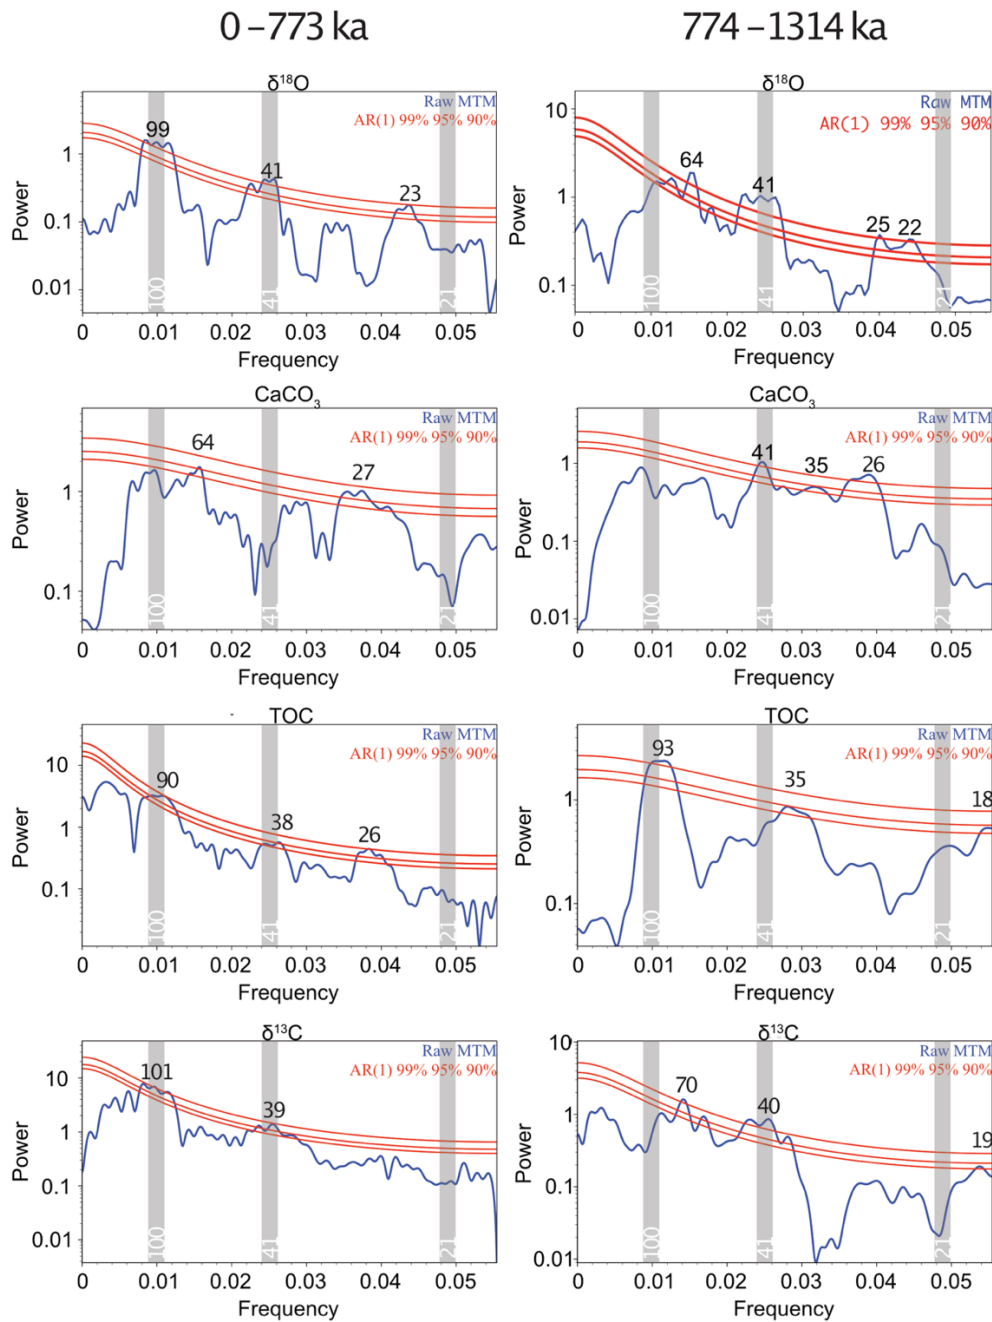 0 – 773 ka
774 – 1314 ka
δ18O
Raw MTM
AR(1) 99% 95% 90%
99
41
23
1
0.1
0.01
Power
100
41
21
0 0.01 0.02 0.03 0.04 0.05
Frequency
δ18O
Raw MTM
AR(1) 99% 95% 90%
64
41
25 22
10
1
0.1
Power
100
41
21
0 0.01 0.02 0.03 0.04 0.05
Frequency
CaCO3
Raw MTM
AR(1) 99% 95% 90%
64
27
1
0.1
Power
100
41
21
0 0.01 0.02 0.03 0.04 0.05
Frequency
CaCO3
Raw MTM
AR(1) 99% 95% 90%
41
35
26
1
0.1
0.01
Power
100
41
21
0 0.01 0.02 0.03 0.04 0.05
Frequency
TOC
Raw MTM
AR(1) 99% 95% 90%
90
38
26
10
1
0.1
Power
100
41
21
0 0.01 0.02 0.03 0.04 0.05
Frequency
TOC
Raw MTM
AR(1) 99% 95% 90%
93
35
18
1
0.1
Power
100
41
21
0 0.01 0.02 0.03 0.04 0.05
Frequency
δ13C
Raw MTM
AR(1) 99% 95% 90%
101
39
10
1
0.1
0.01
Power
100
41
21
0 0.01 0.02 0.03 0.04 0.05
Frequency
δ13C
Raw MTM
AR(1) 99% 95% 90%
70
40
19
10
1
0.1
0.01
Power
100
41
21
0 0.01 0.02 0.03 0.04 0.05
Frequency